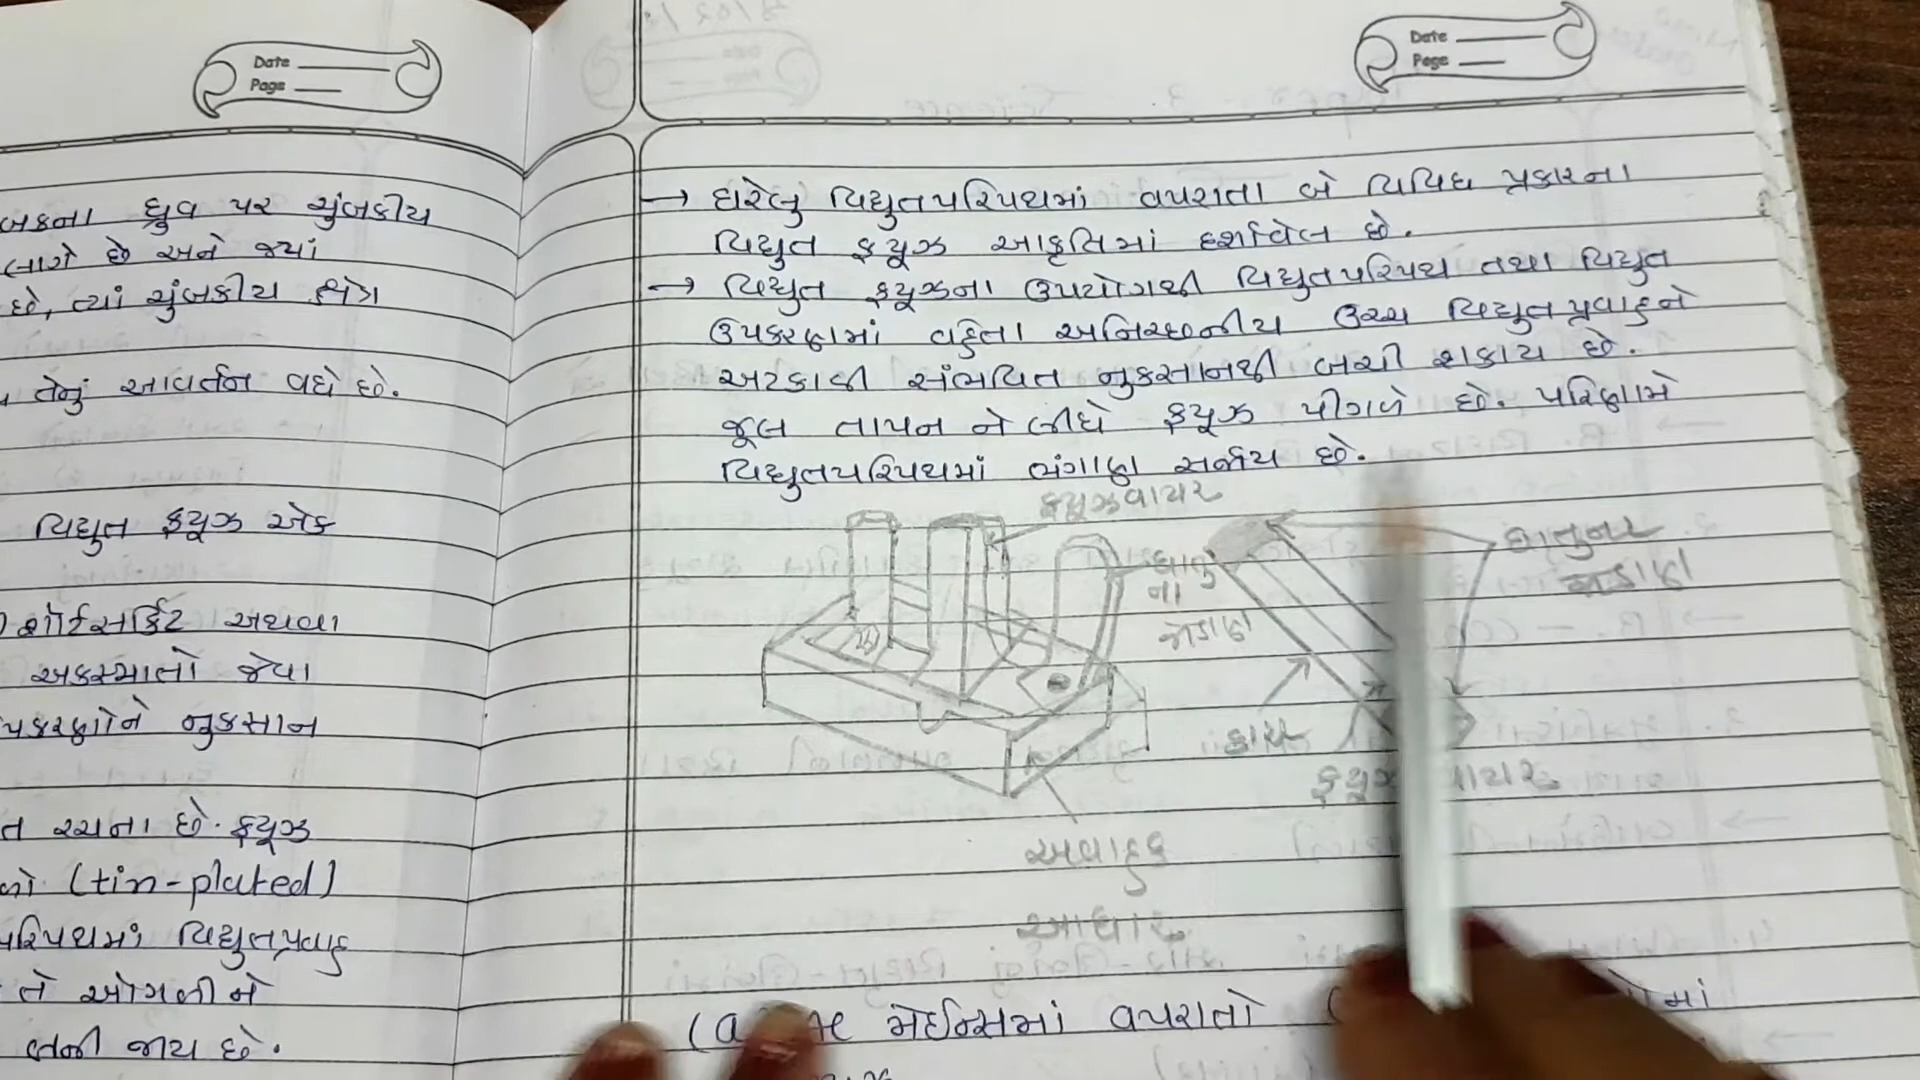 Date
Page
બકના ધ્રુવ પર ચુંબકીય
લાગે છે અને જ્યાં
છે, ત્યાં ચુંબકીય ક્ષેત્ર
તેનું આવર્તન વધે છે.
વિદ્યુત ફ્યૂઝ એક
શોર્ટસર્કિટ અથવા
અકસ્માતો જેવા
પકરણોને નુકસાન
ત રચના છે. ફ્યૂઝ
(tin-plated)
પરિપથમાં વિદ્યુતપ્રવાહ
તે ઓગળીને
બની જાય છે.
Date
Page
→ ઘરેલુ વિદ્યુતપરિપથમાં વપરાતા બે વિવિધ પ્રકારના
વિદ્યુત ફ્યૂઝ આકૃતિમાં દર્શાવેલ છે.
→ વિદ્યુત ફ્યૂઝના ઉપયોગથી વિદ્યુતપરિપથ તથા વિદ્યુત
ઉપકરણમાં વહેતા અનિચ્છનીય ઉચ્ચ વિદ્યુતપ્રવાહને
અટકાવી સંભવિત નુકસાનથી બચી શકાય છે.
જૂલ તાપન ને લીધે ફ્યૂઝ પીગળે છે. પરિણામે
વિદ્યુતપરિપથમાં ભંગાણ સર્જાય છે.
ફ્યૂઝવાયર
ધાતુ
ના
જોડાણ
ધાતુના
જોડાણ
કાચ
ફ્યૂઝ વાયર
અવાહક
આધાર
મેઈન્સમાં વપરાતો